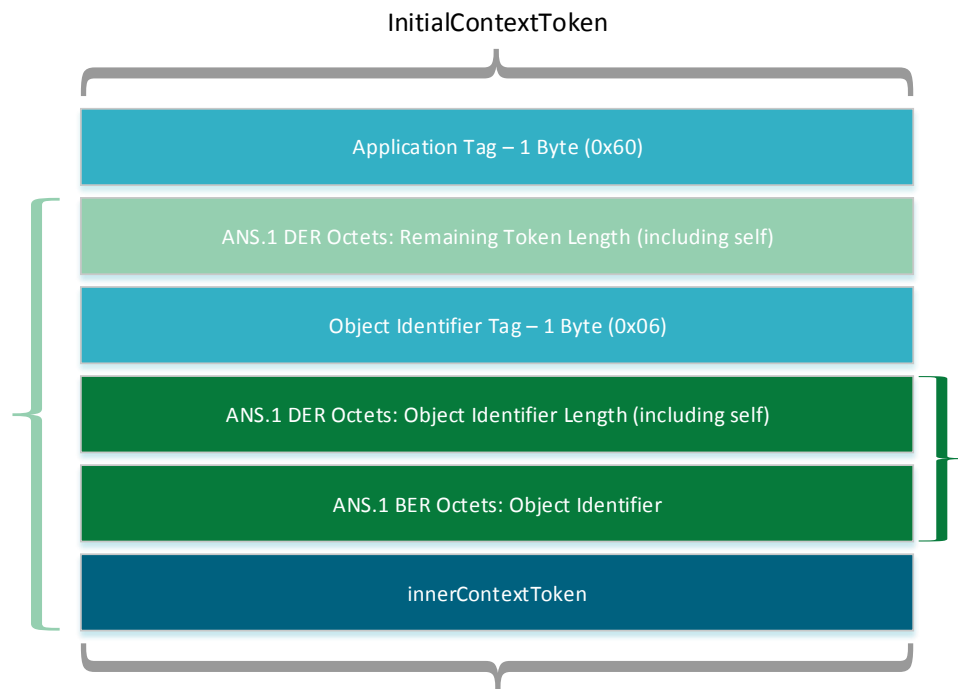 InitialContextToken
Application Tag – 1 Byte (0x60)
ANS.1 DER Octets: Remaining Token Length (including self)
Object Identifier Tag – 1 Byte (0x06)
ANS.1 DER Octets: Object Identifier Length (including self)
ANS.1 BER Octets: Object Identifier
innerContextToken